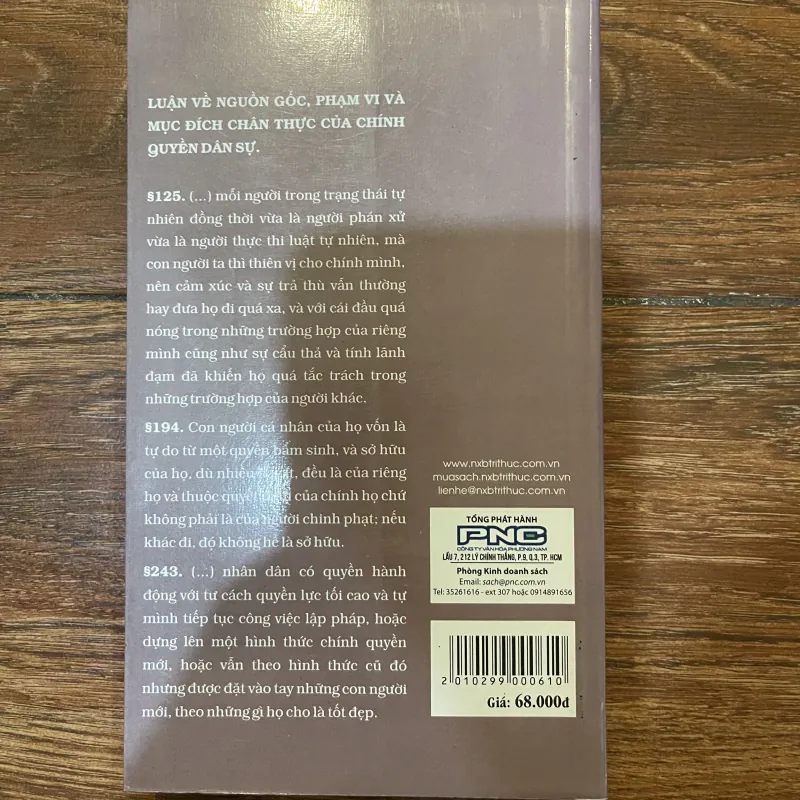 LUẬN VỀ NGUỒN GỐC, PHẠM VI VÀ
MỤC ĐÍCH CHÂN THỰC CỦA CHÍNH
QUYỀN DÂN SỰ.
§125. (...) mỗi người trong trạng thái tự
nhiên đồng thời vừa là người phán xử
vừa là người thực thi luật tự nhiên, mà
con người ta thì thiên vị cho chính mình,
nên cảm xúc và sự trả thù vẫn thường
hay đưa họ đi quá xa, và với cái đầu quá
nóng trong những trường hợp của riêng
mình cũng như sự cẩu thả và tính lãnh
đạm đã khiến họ quá tắc trách trong
những trường hợp của người khác.
§194. Con người cá nhân của họ vốn là
tự do từ một quyền bẩm sinh, và sở hữu
của họ, dù nhiều hay ít, đều là của riêng
họ và thuộc quyền của chính họ chứ
không phải là của người chinh phạt; nếu
khác đi, đó không hề là sở hữu.
§243. (...) nhân dân có quyền hành
động với tư cách quyền lực tối cao và tự
mình tiếp tục công việc lập pháp, hoặc
dựng lên một hình thức chính quyền
mới, hoặc vẫn theo hình thức cũ đó
nhưng được đặt vào tay những con người
mới, theo những gì họ cho là tốt đẹp.
www.nxbtrithuc.com.vn
muasach.nxbtrithuc.com.vn
lienhe@nxbtrithuc.com.vn
TỔNG PHÁT HÀNH
PNC
CÔNG TY VĂN HÓA PHƯƠNG NAM
LẦU 7, 212 LÝ CHÍNH THẮNG, P.9, Q.3, TP. HCM
Phòng Kinh doanh sách
Email: sach@pnc.com.vn
Tel: 35261616 - ext 307 hoặc 0914891656
2 010299 000610
Giá: 68.000đ